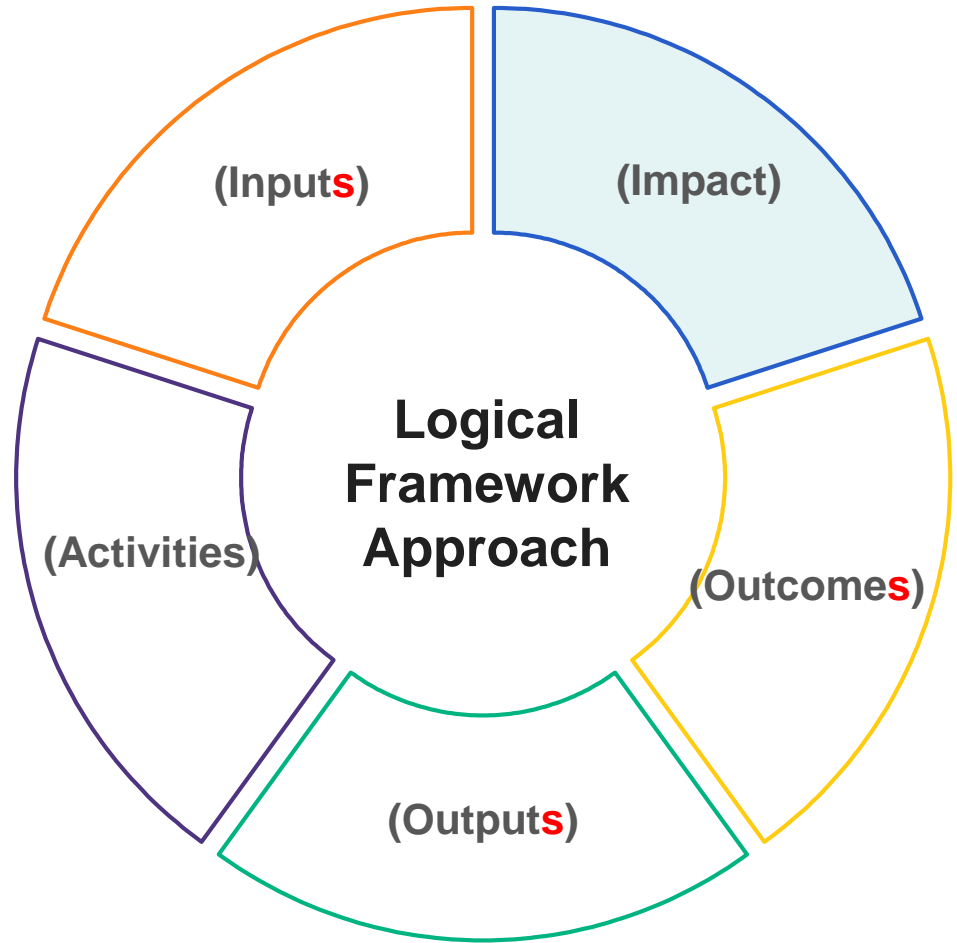 (Inputs)
(Impact)
Logical
Framework
Approach
(Activities)
(Outcomes)
(Outputs)